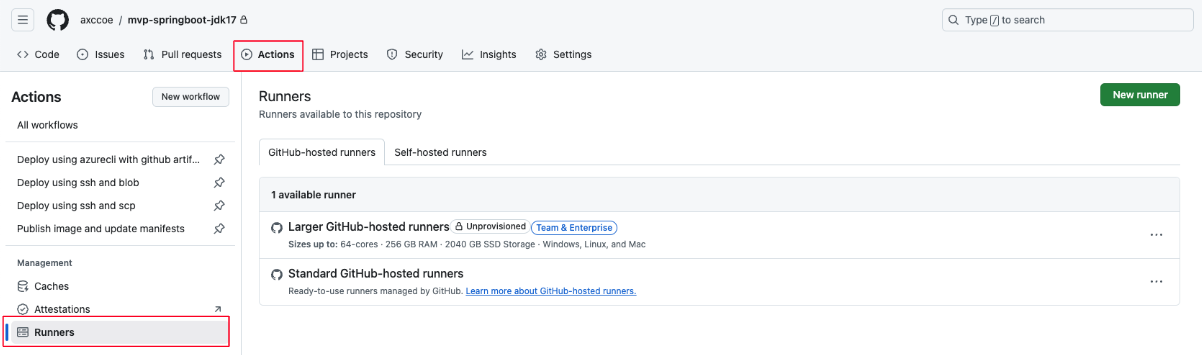 axccoe / mvp-springboot-jdk17
Type / to search
Code
Issues
Pull requests
Actions
Projects
Security
Insights
Settings
Actions
New workflow
All workflows
Deploy using azurecli with github artif...
Deploy using ssh and blob
Deploy using ssh and scp
Publish image and update manifests
Management
Caches
Attestations
Runners
Runners
New runner
Runners available to this repository
GitHub-hosted runners
Self-hosted runners
1 available runner
Larger GitHub-hosted runners Unprovisioned Team & Enterprise
Sizes up to: 64-cores · 256 GB RAM · 2040 GB SSD Storage · Windows, Linux, and Mac
Standard GitHub-hosted runners
Ready-to-use runners managed by GitHub. Learn more about GitHub-hosted runners.